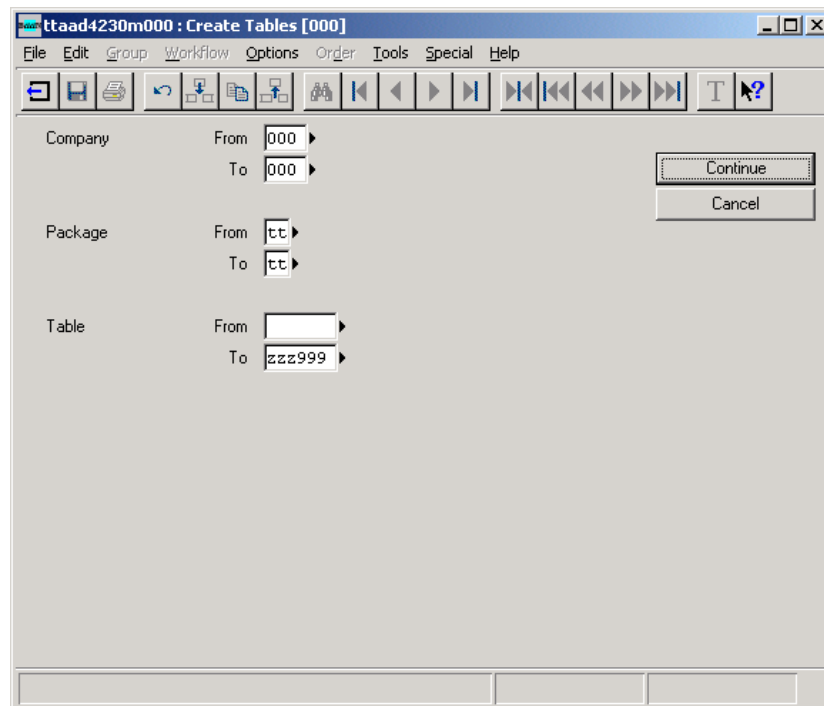 ttaad4230m000 : Create Tables [000]
File Edit Group Workflow Options Order Tools Special Help
T ?
Company From 000
To 000
Continue
Cancel
Package From tt
To tt
Table From
To zzz999